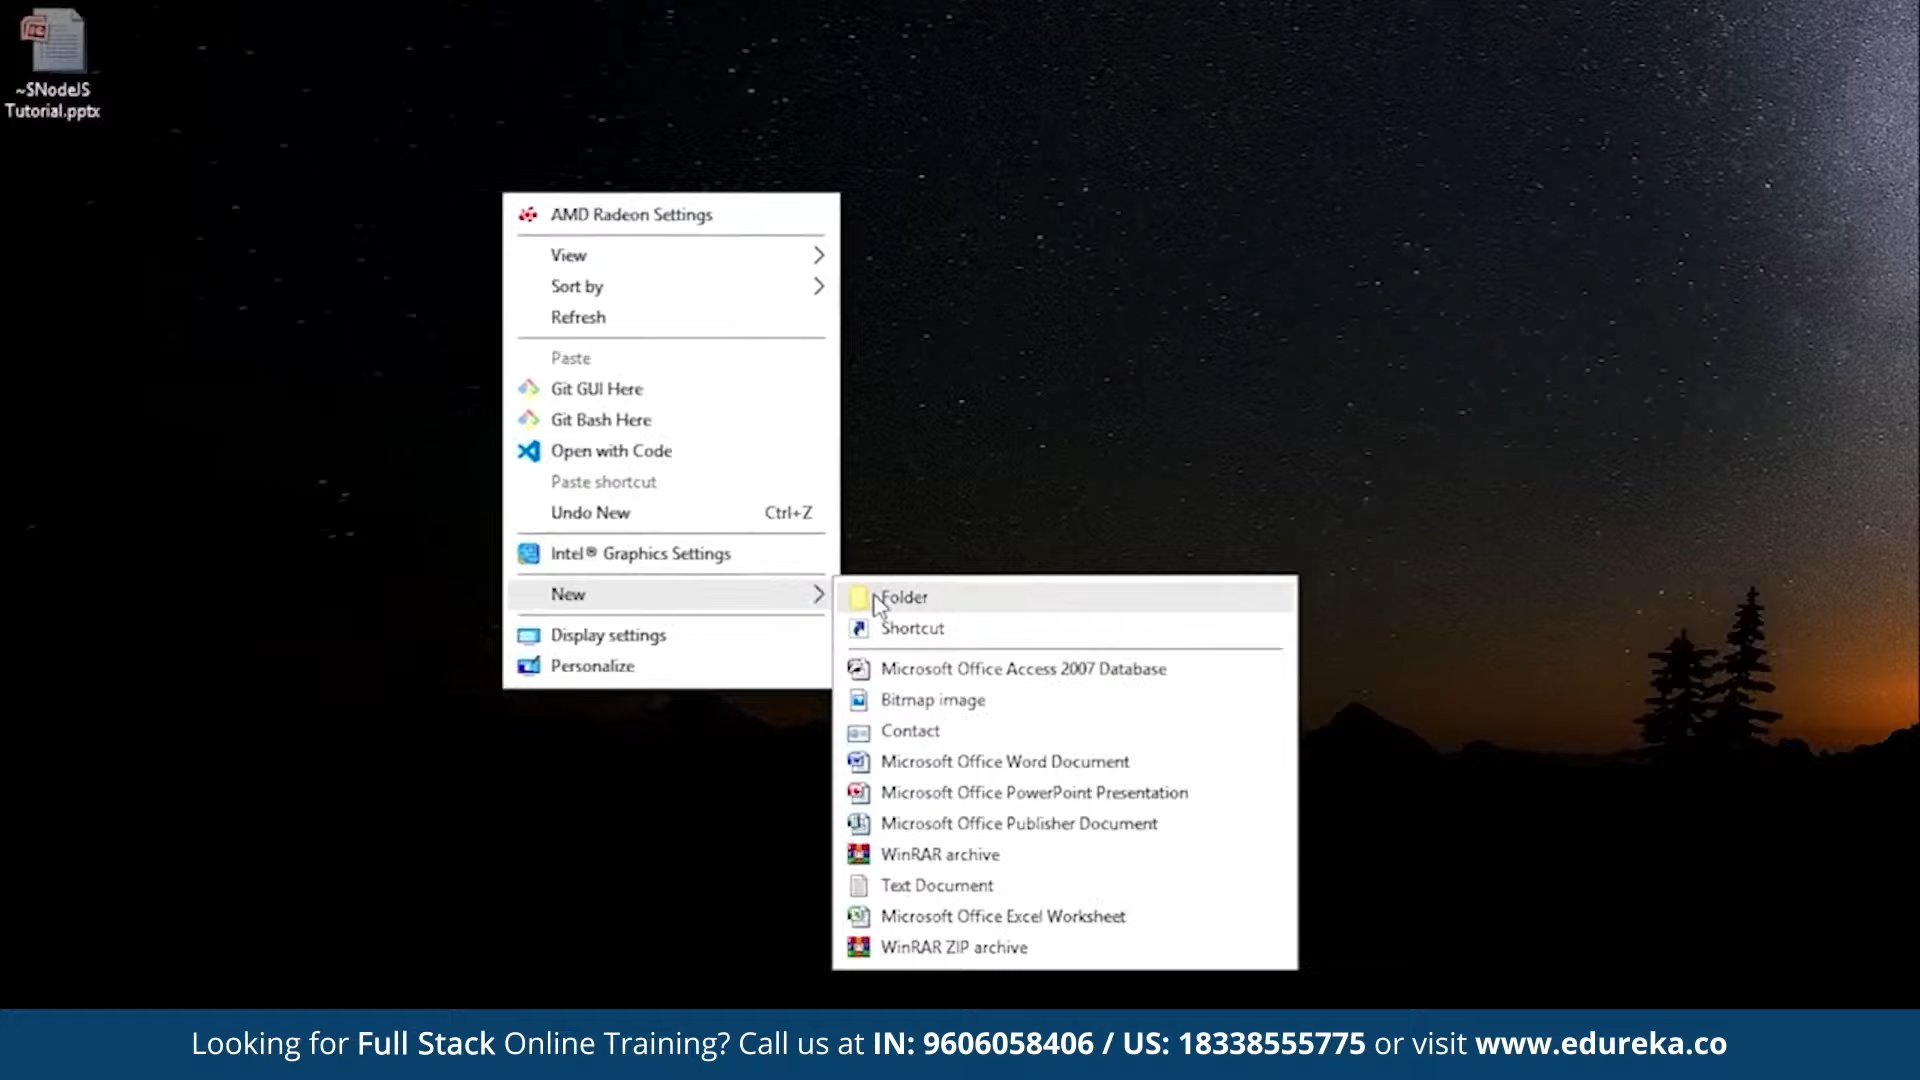 ~$NodeJS
Tutorial.pptx
AMD Radeon Settings
View
Sort by
Refresh
Paste
Git GUI Here
Git Bash Here
Open with Code
Paste shortcut
Undo New Ctrl+Z
Intel® Graphics Settings
New
Display settings
Personalize
Folder
Shortcut
Microsoft Office Access 2007 Database
Bitmap image
Contact
Microsoft Office Word Document
Microsoft Office PowerPoint Presentation
Microsoft Office Publisher Document
WinRAR archive
Text Document
Microsoft Office Excel Worksheet
WinRAR ZIP archive
Looking for Full Stack Online Training? Call us at IN: 9606058406 / US: 18338555775 or visit www.edureka.co